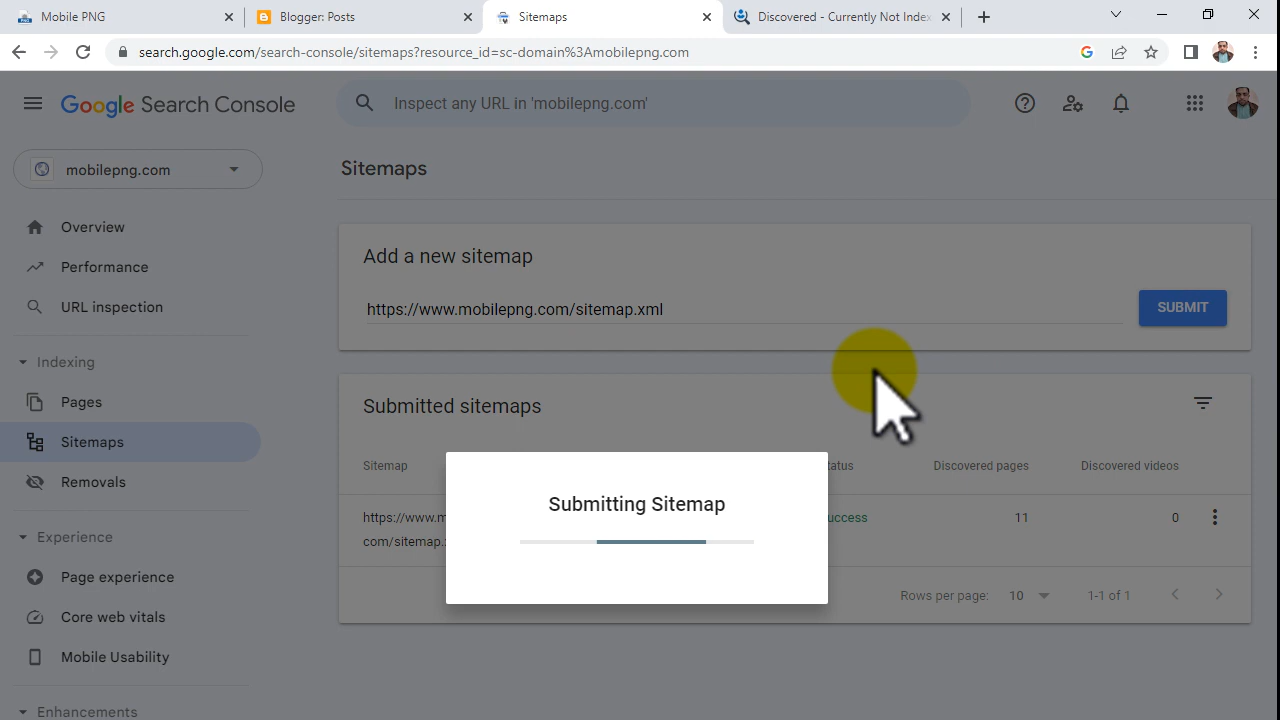 Mobile PNG
Blogger: Posts
Sitemaps
Discovered - Currently Not Index
search.google.com/search-console/sitemaps?resource_id=sc-domain%3Amobilepng.com
Google Search Console
Inspect any URL in 'mobilepng.com'
mobilepng.com
Sitemaps
Overview
Performance
URL inspection
Indexing
Pages
Sitemaps
Removals
Experience
Page experience
Core web vitals
Mobile Usability
Enhancements
Add a new sitemap
https://www.mobilepng.com/sitemap.xml
SUBMIT
Submitted sitemaps
Sitemap
tatus
Discovered pages
Discovered videos
https://www.m
com/sitemap.
uccess
11
0
Submitting Sitemap
Rows per page: 10
1-1 of 1